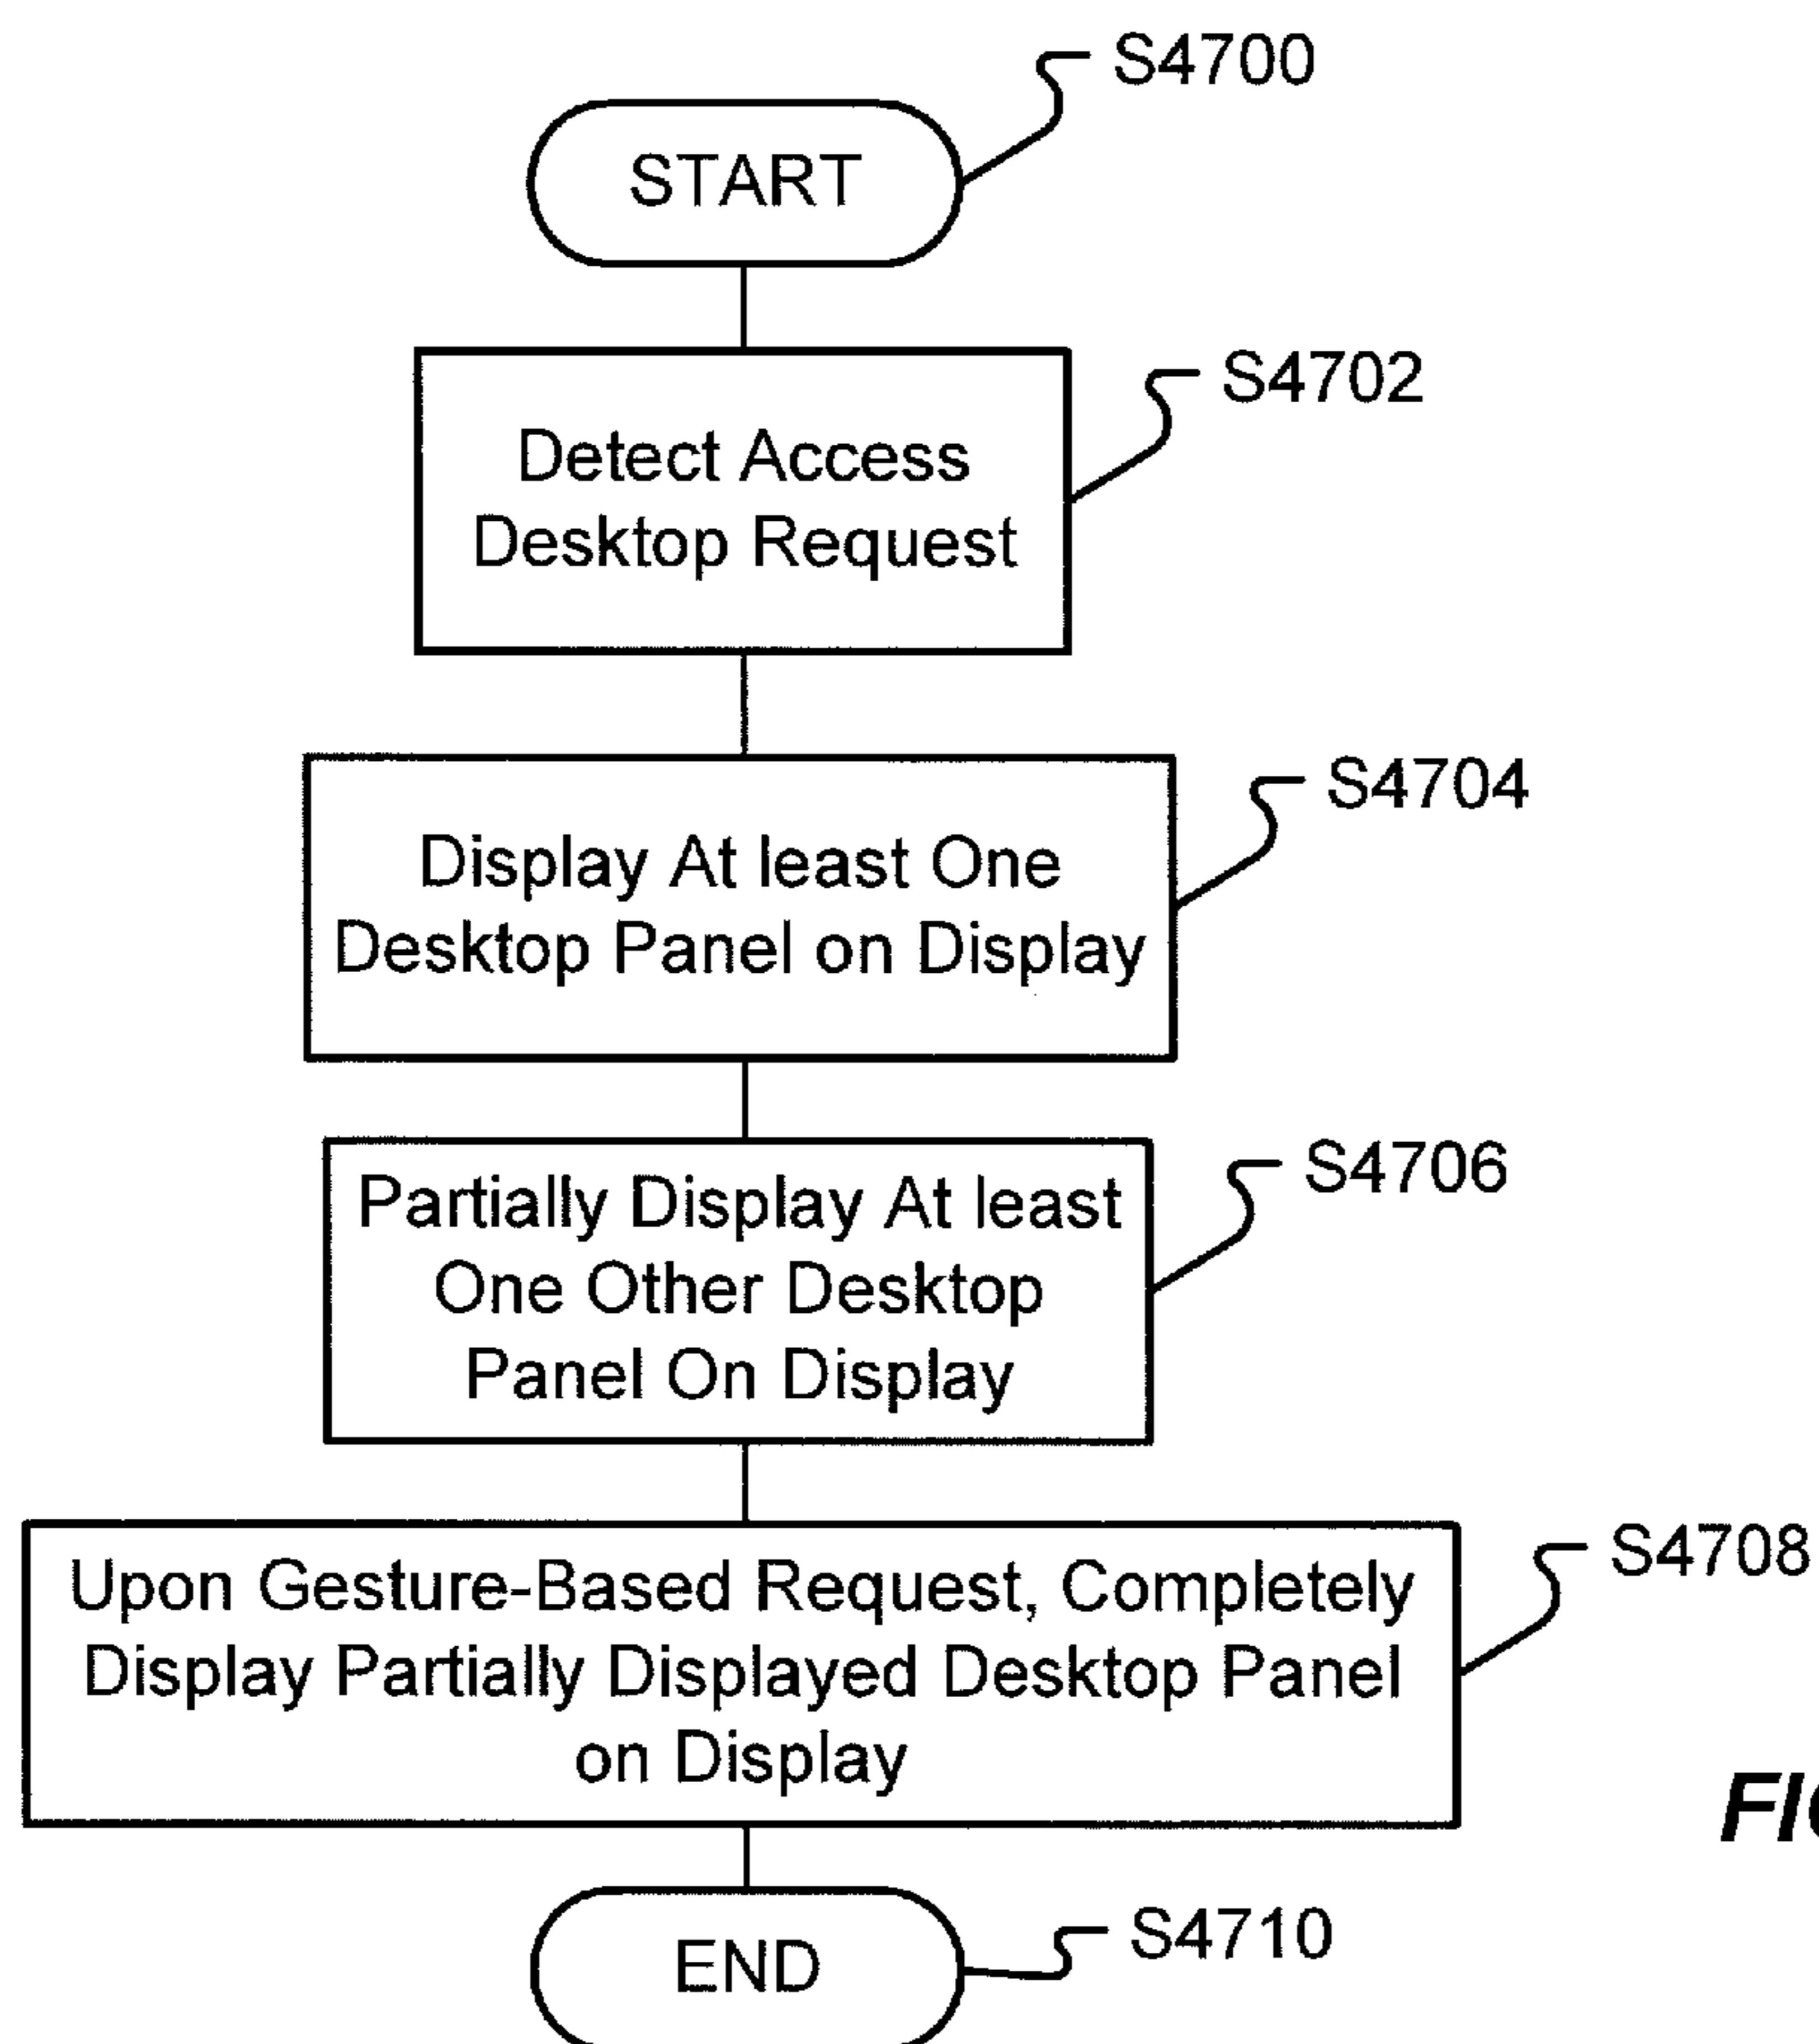 S4700
START
S4702
Detect Access
Desktop Request
S4704
Display At least One
Desktop Panel on Display
S4706
Partially Display At least
One Other Desktop
Panel On Display
S4708
Upon Gesture-Based Request, Completely
Display Partially Displayed Desktop Panel
on Display
S4710
END